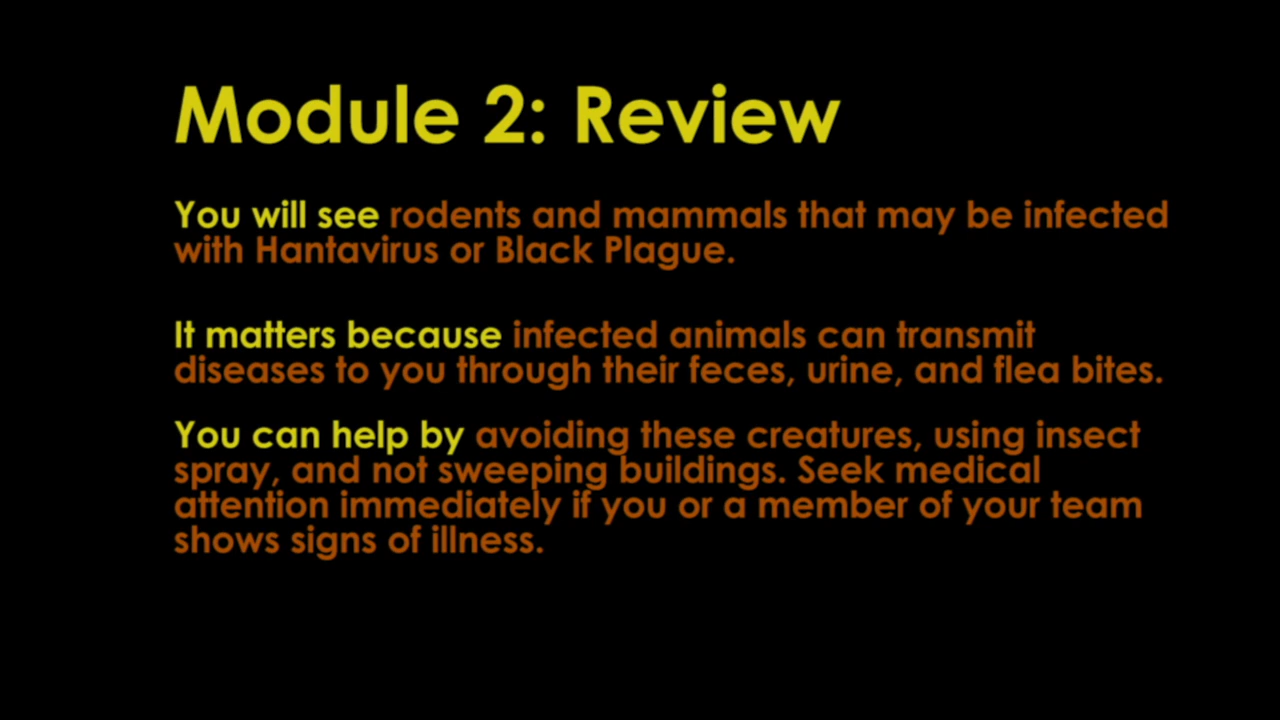 Module 2: Review
You will see rodents and mammals that may be infected
with Hantavirus or Black Plague.
It matters because infected animals can transmit
diseases to you through their feces, urine, and flea bites.
You can help by avoiding these creatures, using insect
spray, and not sweeping buildings. Seek medical
attention immediately if you or a member of your team
shows signs of illness.